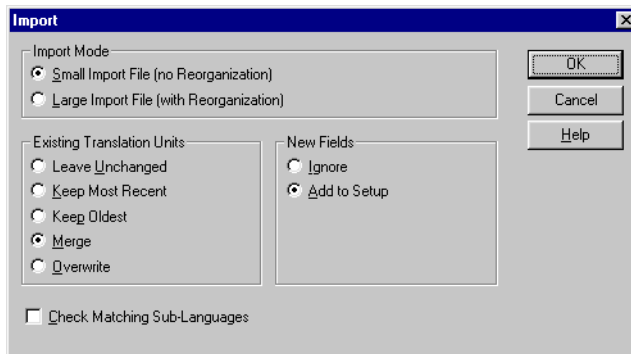 Import
Import Mode
Small Import File (no Reorganization)
Large Import File (with Reorganization)
OK
Cancel
Help
Existing Translation Units
Leave Unchanged
Keep Most Recent
Keep Oldest
Merge
Overwrite
New Fields
Ignore
Add to Setup
Check Matching Sub-Languages